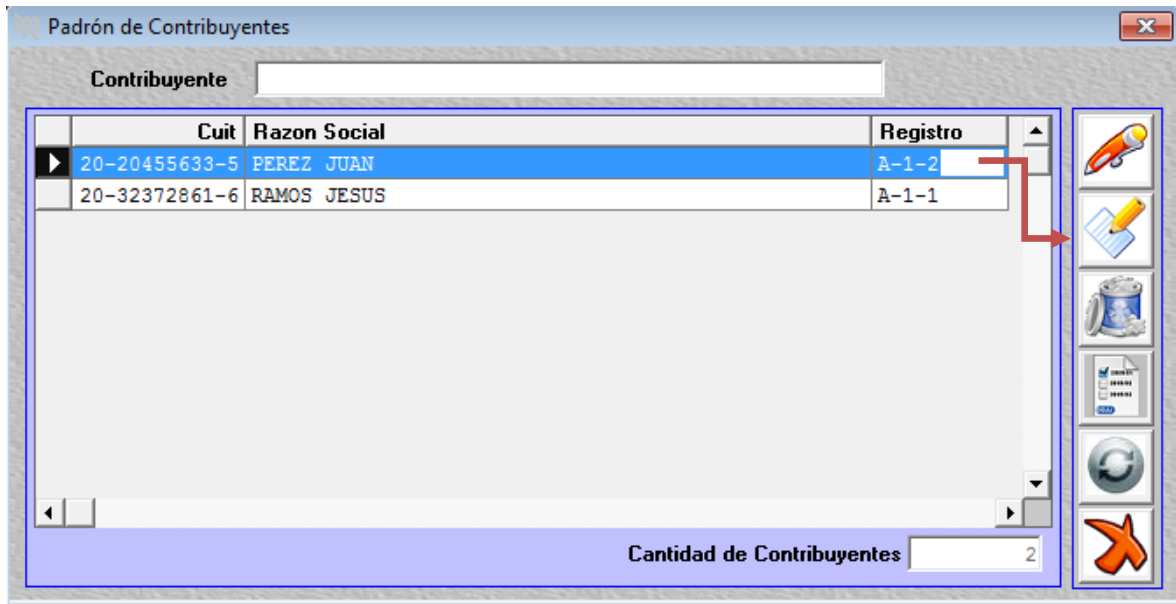 Padrón de Contribuyentes
Contribuyente
Cuit Razon Social Registro
20-20455633-5 PEREZ JUAN A-1-2
20-32372861-6 RAMOS JESUS A-1-1
Cantidad de Contribuyentes 2